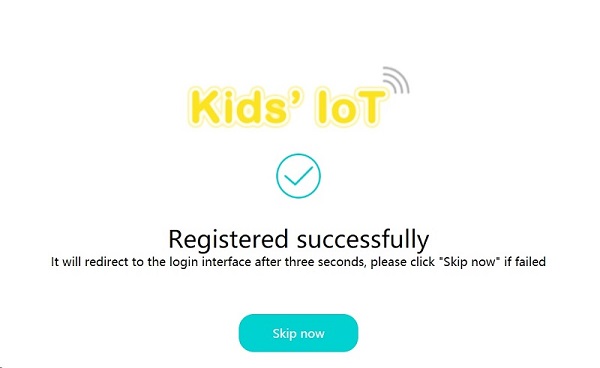 Kids' IoT
Registered successfully
It will redirect to the login interface after three seconds, please click "Skip now" if failed
Skip now